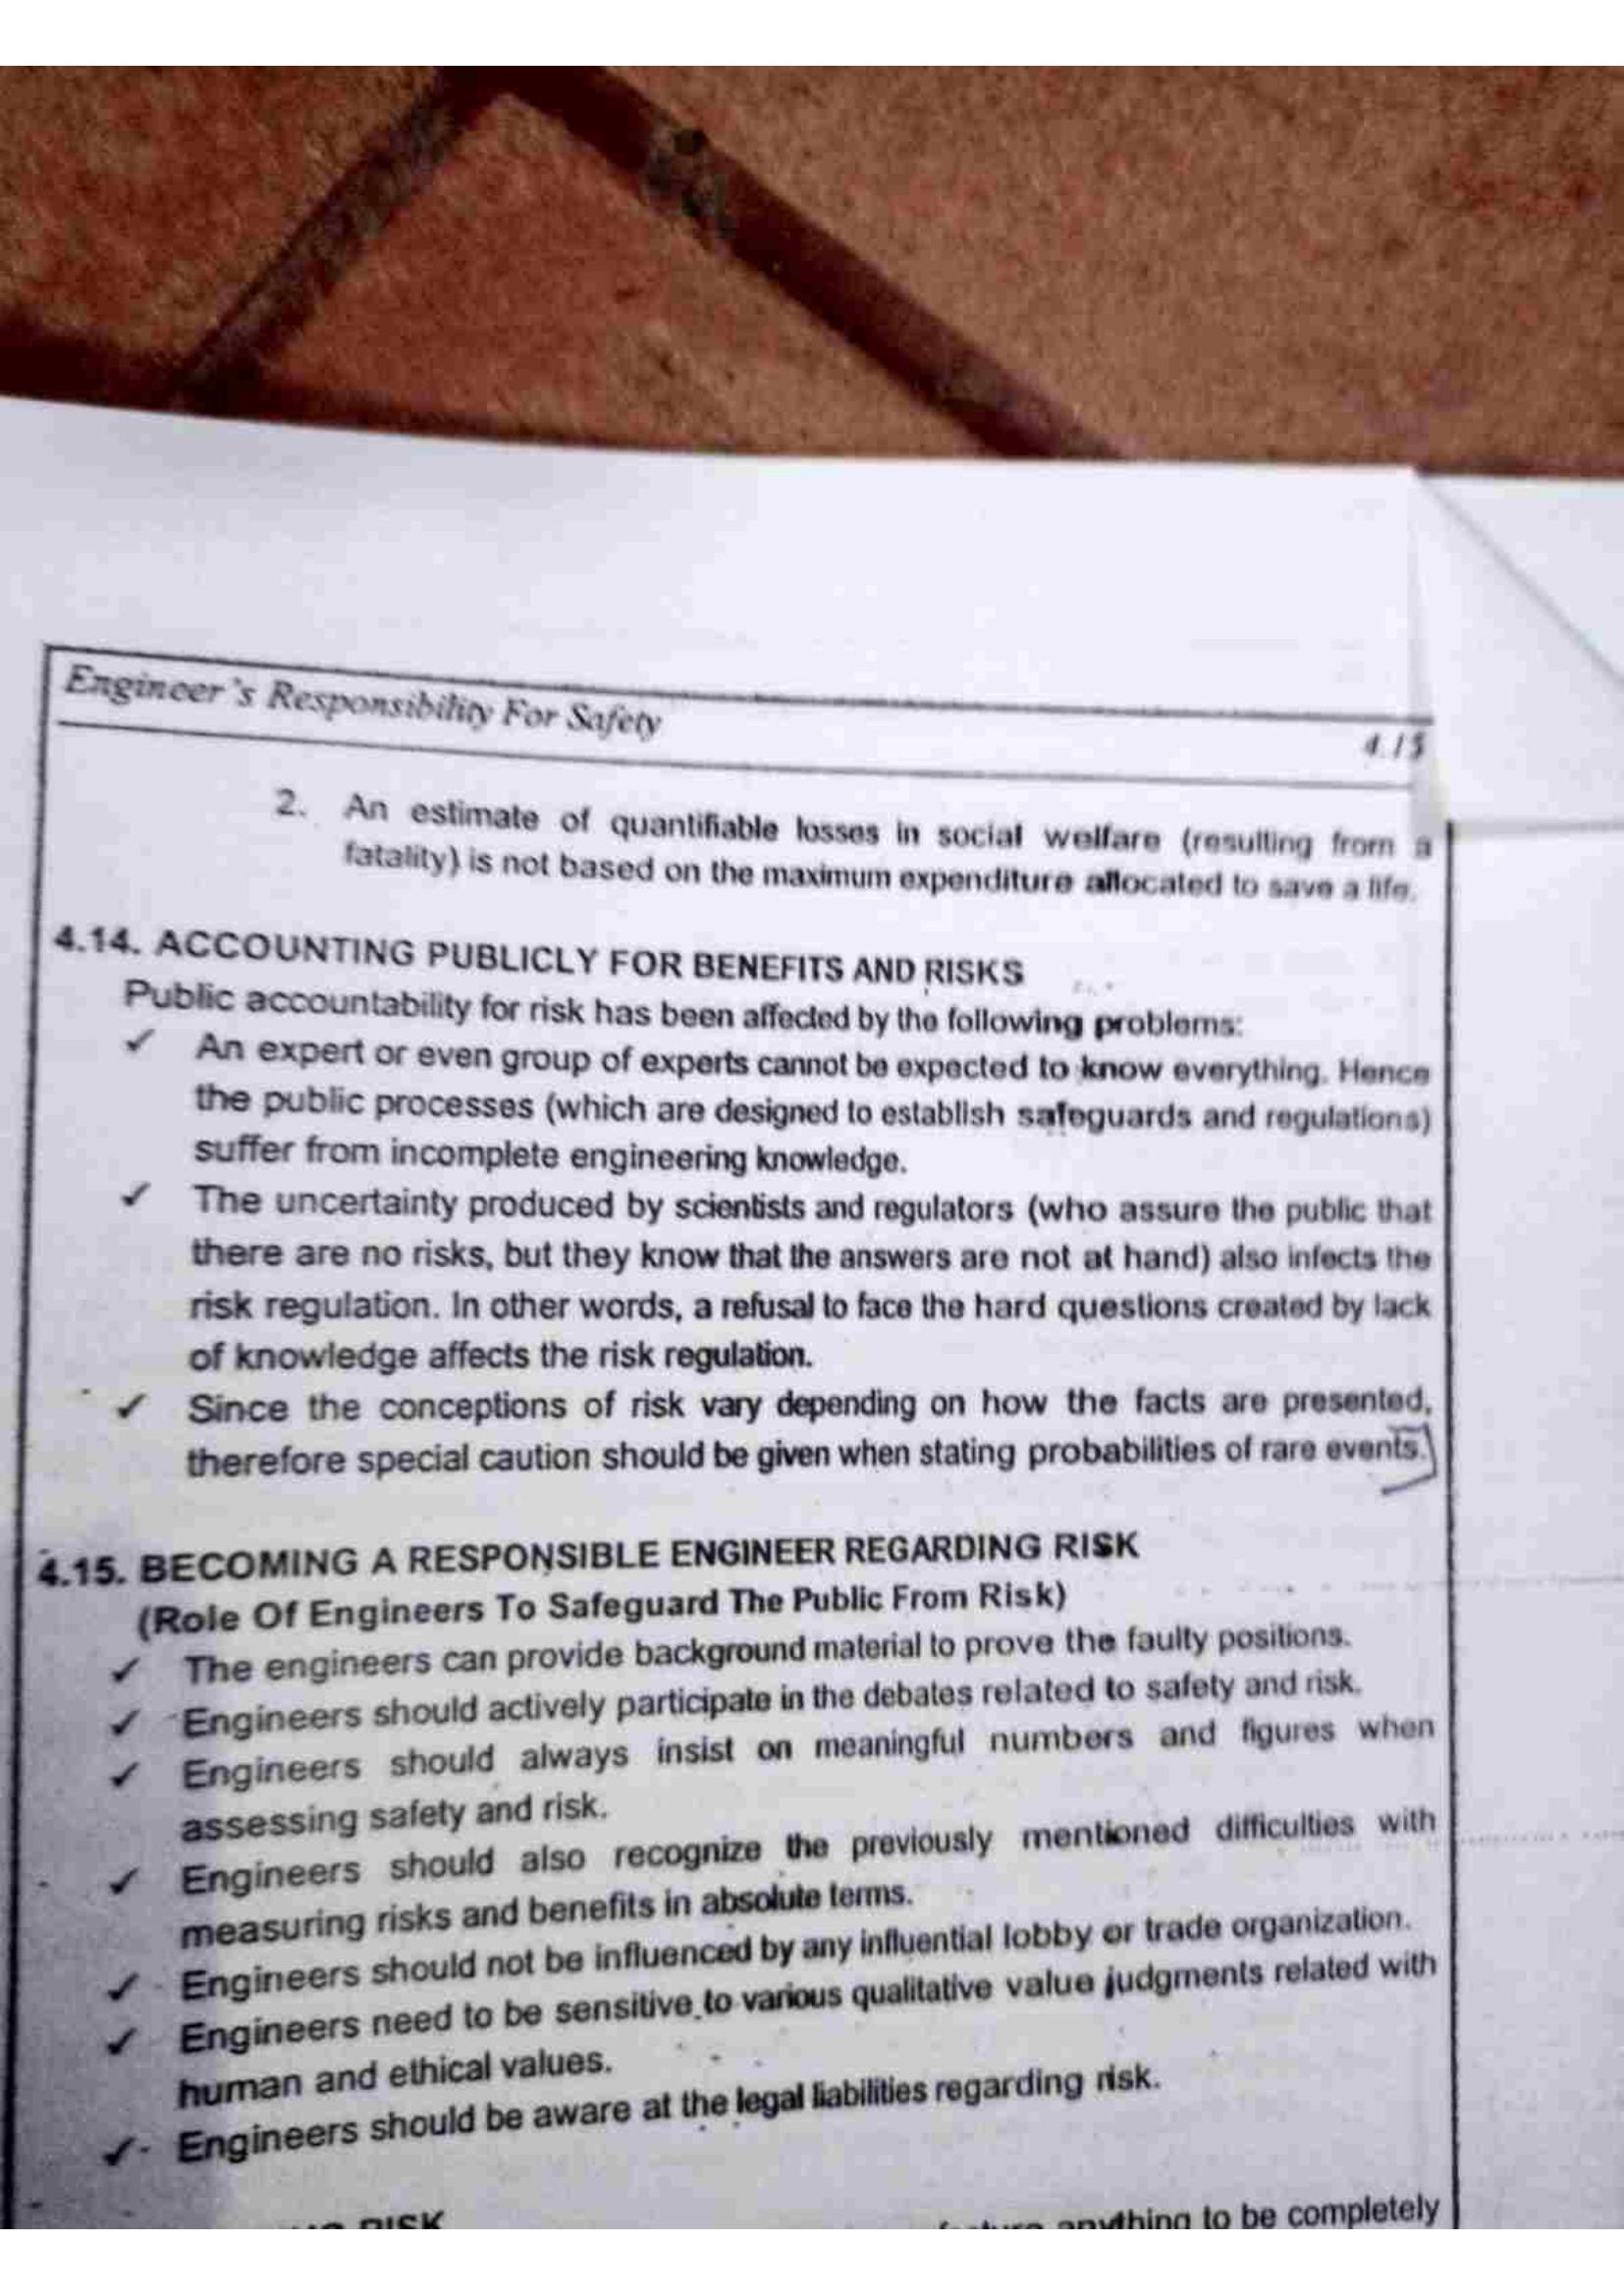 Engineer's Responsibility For Safety
4.15
2. An estimate of quantifiable losses in social welfare (resulting from a
fatality) is not based on the maximum expenditure allocated to save a life.
4.14. ACCOUNTING PUBLICLY FOR BENEFITS AND RISKS
Public accountability for risk has been affected by the following problems:
✓ An expert or even group of experts cannot be expected to know everything. Hence
the public processes (which are designed to establish safeguards and regulations)
suffer from incomplete engineering knowledge.
✓ The uncertainty produced by scientists and regulators (who assure the public that
there are no risks, but they know that the answers are not at hand) also infects the
risk regulation. In other words, a refusal to face the hard questions created by lack
of knowledge affects the risk regulation.
✓ Since the conceptions of risk vary depending on how the facts are presented,
therefore special caution should be given when stating probabilities of rare events.
4.15. BECOMING A RESPONSIBLE ENGINEER REGARDING RISK
(Role Of Engineers To Safeguard The Public From Risk)
✓ The engineers can provide background material to prove the faulty positions.
✓ Engineers should actively participate in the debates related to safety and risk.
✓ Engineers should always insist on meaningful numbers and figures when
assessing safety and risk.
✓ Engineers should also recognize the previously mentioned difficulties with
measuring risks and benefits in absolute terms.
✓ Engineers should not be influenced by any influential lobby or trade organization.
✓ Engineers need to be sensitive to various qualitative value judgments related with
human and ethical values.
✓ Engineers should be aware at the legal liabilities regarding risk.
RISK
anything to be completely